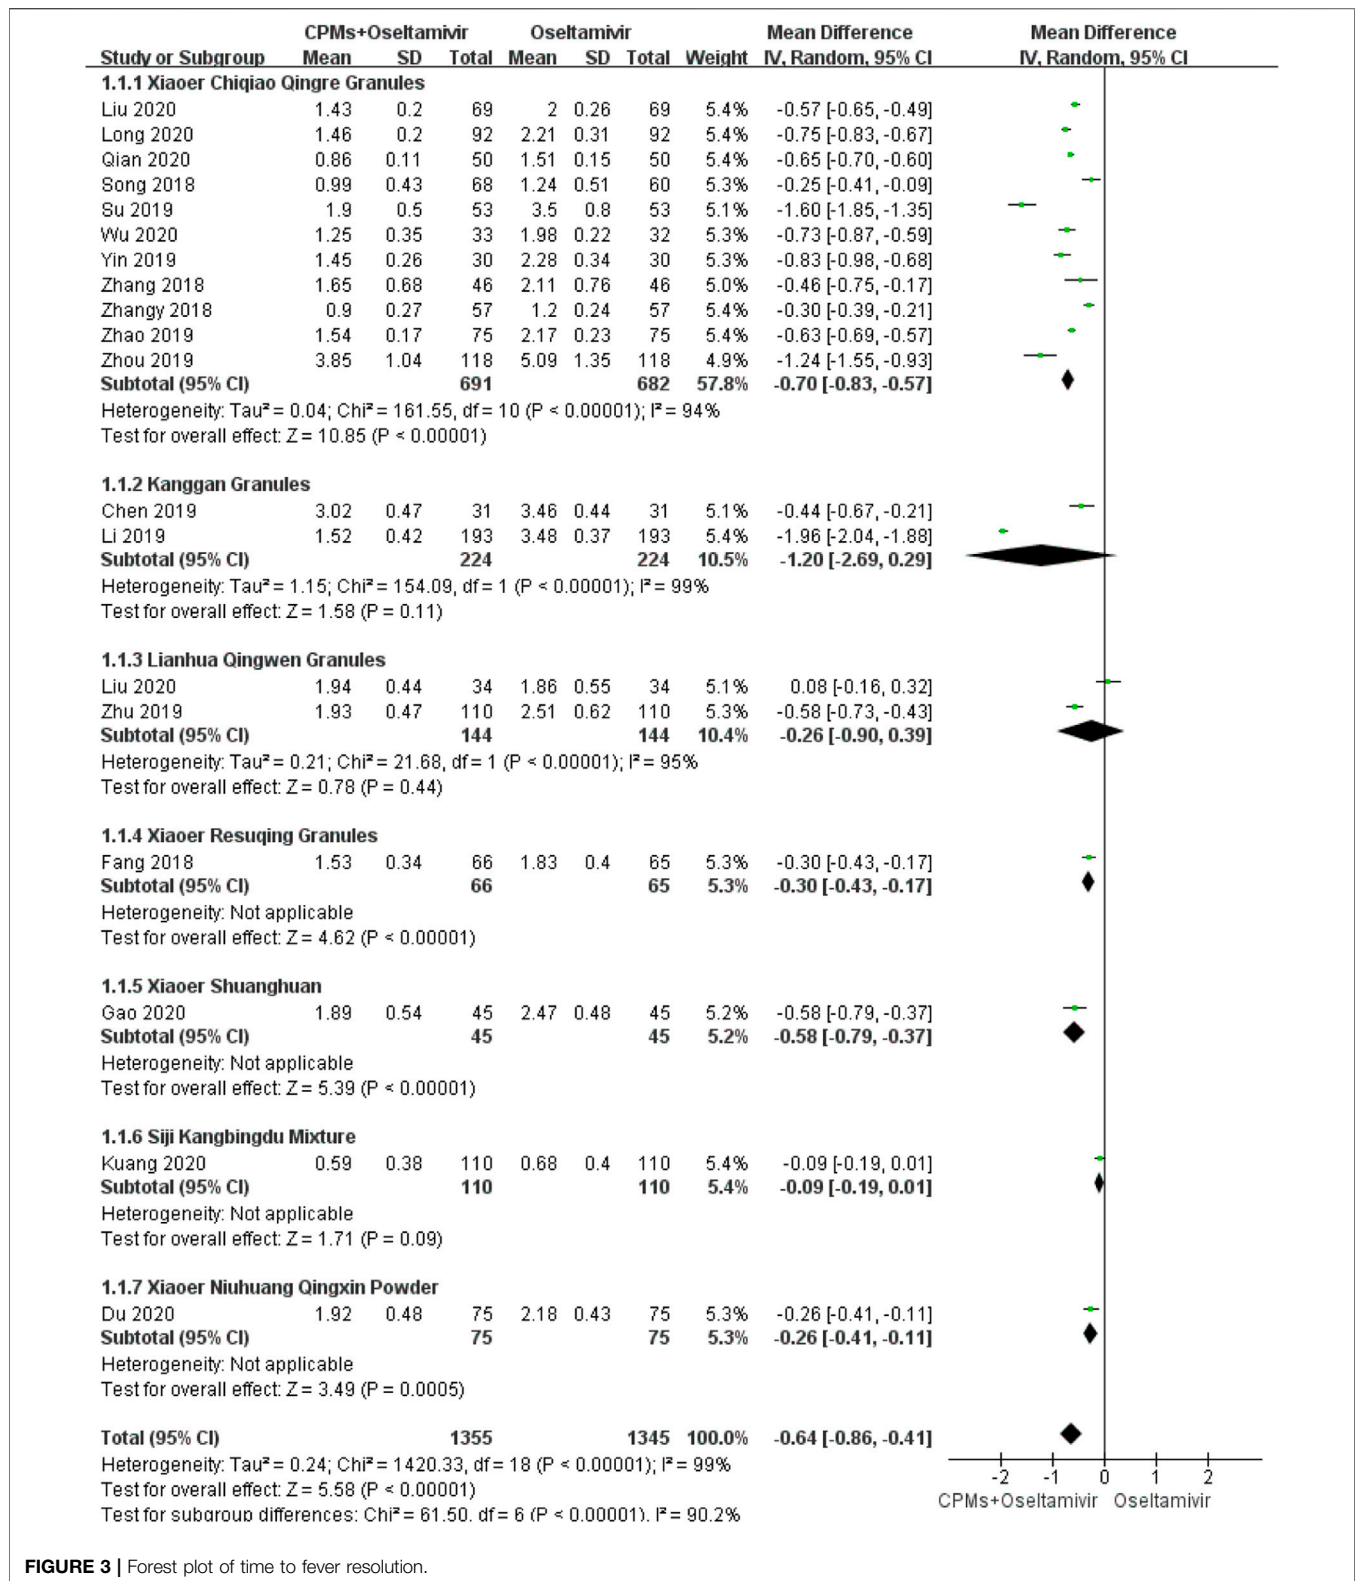 CPMs+Oseltamivir Oseltamivir Mean Difference Mean Difference
Study or Subgroup Mean SD Total Mean SD Total Weight IV, Random, 95% CI IV, Random, 95% CI
1.1.1 Xiaoer Chiqiao Qingre Granules
Liu 2020 1.43 0.2 69 2 0.26 69 5.4% -0.57 [-0.65, -0.49]
Long 2020 1.46 0.2 92 2.21 0.31 92 5.4% -0.75 [-0.83, -0.67]
Qian 2020 0.86 0.11 50 1.51 0.15 50 5.4% -0.65 [-0.70, -0.60]
Song 2018 0.99 0.43 68 1.24 0.51 60 5.3% -0.25 [-0.41, -0.09]
Su 2019 1.9 0.5 53 3.5 0.8 53 5.1% -1.60 [-1.85, -1.35]
Wu 2020 1.25 0.35 33 1.98 0.22 32 5.3% -0.73 [-0.87, -0.59]
Yin 2019 1.45 0.26 30 2.28 0.34 30 5.3% -0.83 [-0.98, -0.68]
Zhang 2018 1.65 0.68 46 2.11 0.76 46 5.0% -0.46 [-0.75, -0.17]
Zhangy 2018 0.9 0.27 57 1.2 0.24 57 5.4% -0.30 [-0.39, -0.21]
Zhao 2019 1.54 0.17 75 2.17 0.23 75 5.4% -0.63 [-0.69, -0.57]
Zhou 2019 3.85 1.04 118 5.09 1.35 118 4.9% -1.24 [-1.55, -0.93]
Subtotal (95% CI) 691 682 57.8% -0.70 [-0.83, -0.57]
Heterogeneity: Tau² = 0.04; Chi² = 161.55, df = 10 (P < 0.00001); I² = 94%
Test for overall effect: Z = 10.85 (P < 0.00001)
1.1.2 Kanggan Granules
Chen 2019 3.02 0.47 31 3.46 0.44 31 5.1% -0.44 [-0.67, -0.21]
Li 2019 1.52 0.42 193 3.48 0.37 193 5.4% -1.96 [-2.04, -1.88]
Subtotal (95% CI) 224 224 10.5% -1.20 [-2.69, 0.29]
Heterogeneity: Tau² = 1.15; Chi² = 154.09, df = 1 (P < 0.00001); I² = 99%
Test for overall effect: Z = 1.58 (P = 0.11)
1.1.3 Lianhua Qingwen Granules
Liu 2020 1.94 0.44 34 1.86 0.55 34 5.1% 0.08 [-0.16, 0.32]
Zhu 2019 1.93 0.47 110 2.51 0.62 110 5.3% -0.58 [-0.73, -0.43]
Subtotal (95% CI) 144 144 10.4% -0.26 [-0.90, 0.39]
Heterogeneity: Tau² = 0.21; Chi² = 21.68, df = 1 (P < 0.00001); I² = 95%
Test for overall effect: Z = 0.78 (P = 0.44)
1.1.4 Xiaoer Resuqing Granules
Fang 2018 1.53 0.34 66 1.83 0.4 65 5.3% -0.30 [-0.43, -0.17]
Subtotal (95% CI) 66 65 5.3% -0.30 [-0.43, -0.17]
Heterogeneity: Not applicable
Test for overall effect: Z = 4.62 (P < 0.00001)
1.1.5 Xiaoer Shuanghuan
Gao 2020 1.89 0.54 45 2.47 0.48 45 5.2% -0.58 [-0.79, -0.37]
Subtotal (95% CI) 45 45 5.2% -0.58 [-0.79, -0.37]
Heterogeneity: Not applicable
Test for overall effect: Z = 5.39 (P < 0.00001)
1.1.6 Siji Kangbingdu Mixture
Kuang 2020 0.59 0.38 110 0.68 0.4 110 5.4% -0.09 [-0.19, 0.01]
Subtotal (95% CI) 110 110 5.4% -0.09 [-0.19, 0.01]
Heterogeneity: Not applicable
Test for overall effect: Z = 1.71 (P = 0.09)
1.1.7 Xiaoer Niuhuang Qingxin Powder
Du 2020 1.92 0.48 75 2.18 0.43 75 5.3% -0.26 [-0.41, -0.11]
Subtotal (95% CI) 75 75 5.3% -0.26 [-0.41, -0.11]
Heterogeneity: Not applicable
Test for overall effect: Z = 3.49 (P = 0.0005)
Total (95% CI) 1355 1345 100.0% -0.64 [-0.86, -0.41]
Heterogeneity: Tau² = 0.24; Chi² = 1420.33, df = 18 (P < 0.00001); I² = 99%
Test for overall effect: Z = 5.58 (P < 0.00001)
Test for subgroup differences: Chi² = 61.50, df = 6 (P < 0.00001), I² = 90.2%
-2 -1 0 1 2
CPMs+Oseltamivir Oseltamivir
FIGURE 3 | Forest plot of time to fever resolution.